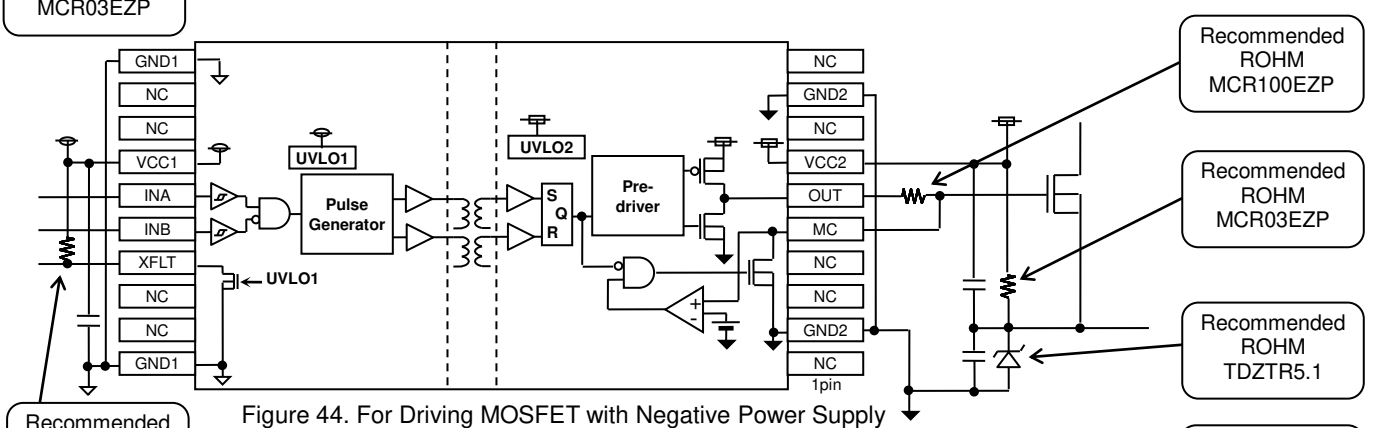 MCR03EZP
GND1
NC
NC
VCC1
INA
INB
XFLT
NC
NC
GND1
UVLO1
Pulse
Generator
UVLO1
UVLO2
S
Q
R
Pre-
driver
+
-
NC
GND2
NC
VCC2
OUT
MC
NC
NC
GND2
NC
1pin
Recommended
ROHM
MCR100EZP
Recommended
ROHM
MCR03EZP
Recommended
ROHM
TDZTR5.1
Recommended
Figure 44. For Driving MOSFET with Negative Power Supply